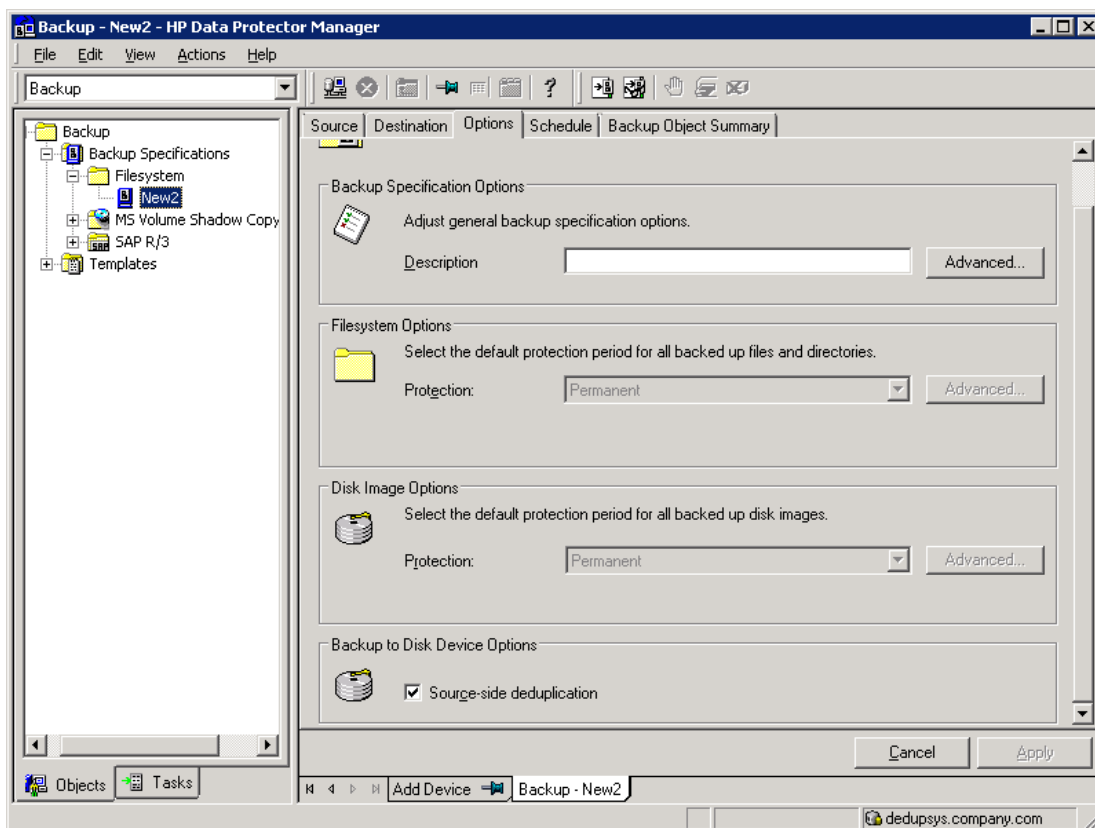 Backup - New2 - HP Data Protector Manager
File Edit View Actions Help
Backup
Source Destination Options Schedule Backup Object Summary
Backup
Backup Specifications
Filesystem
New2
MS Volume Shadow Copy
SAP R/3
Templates
Backup Specification Options
Adjust general backup specification options.
Description Advanced...
Filesystem Options
Select the default protection period for all backed up files and directories.
Protection: Permanent Advanced...
Disk Image Options
Select the default protection period for all backed up disk images.
Protection: Permanent Advanced...
Backup to Disk Device Options
Source-side deduplication
Cancel Apply
Objects Tasks
Add Device Backup - New2
dedupsys.company.com